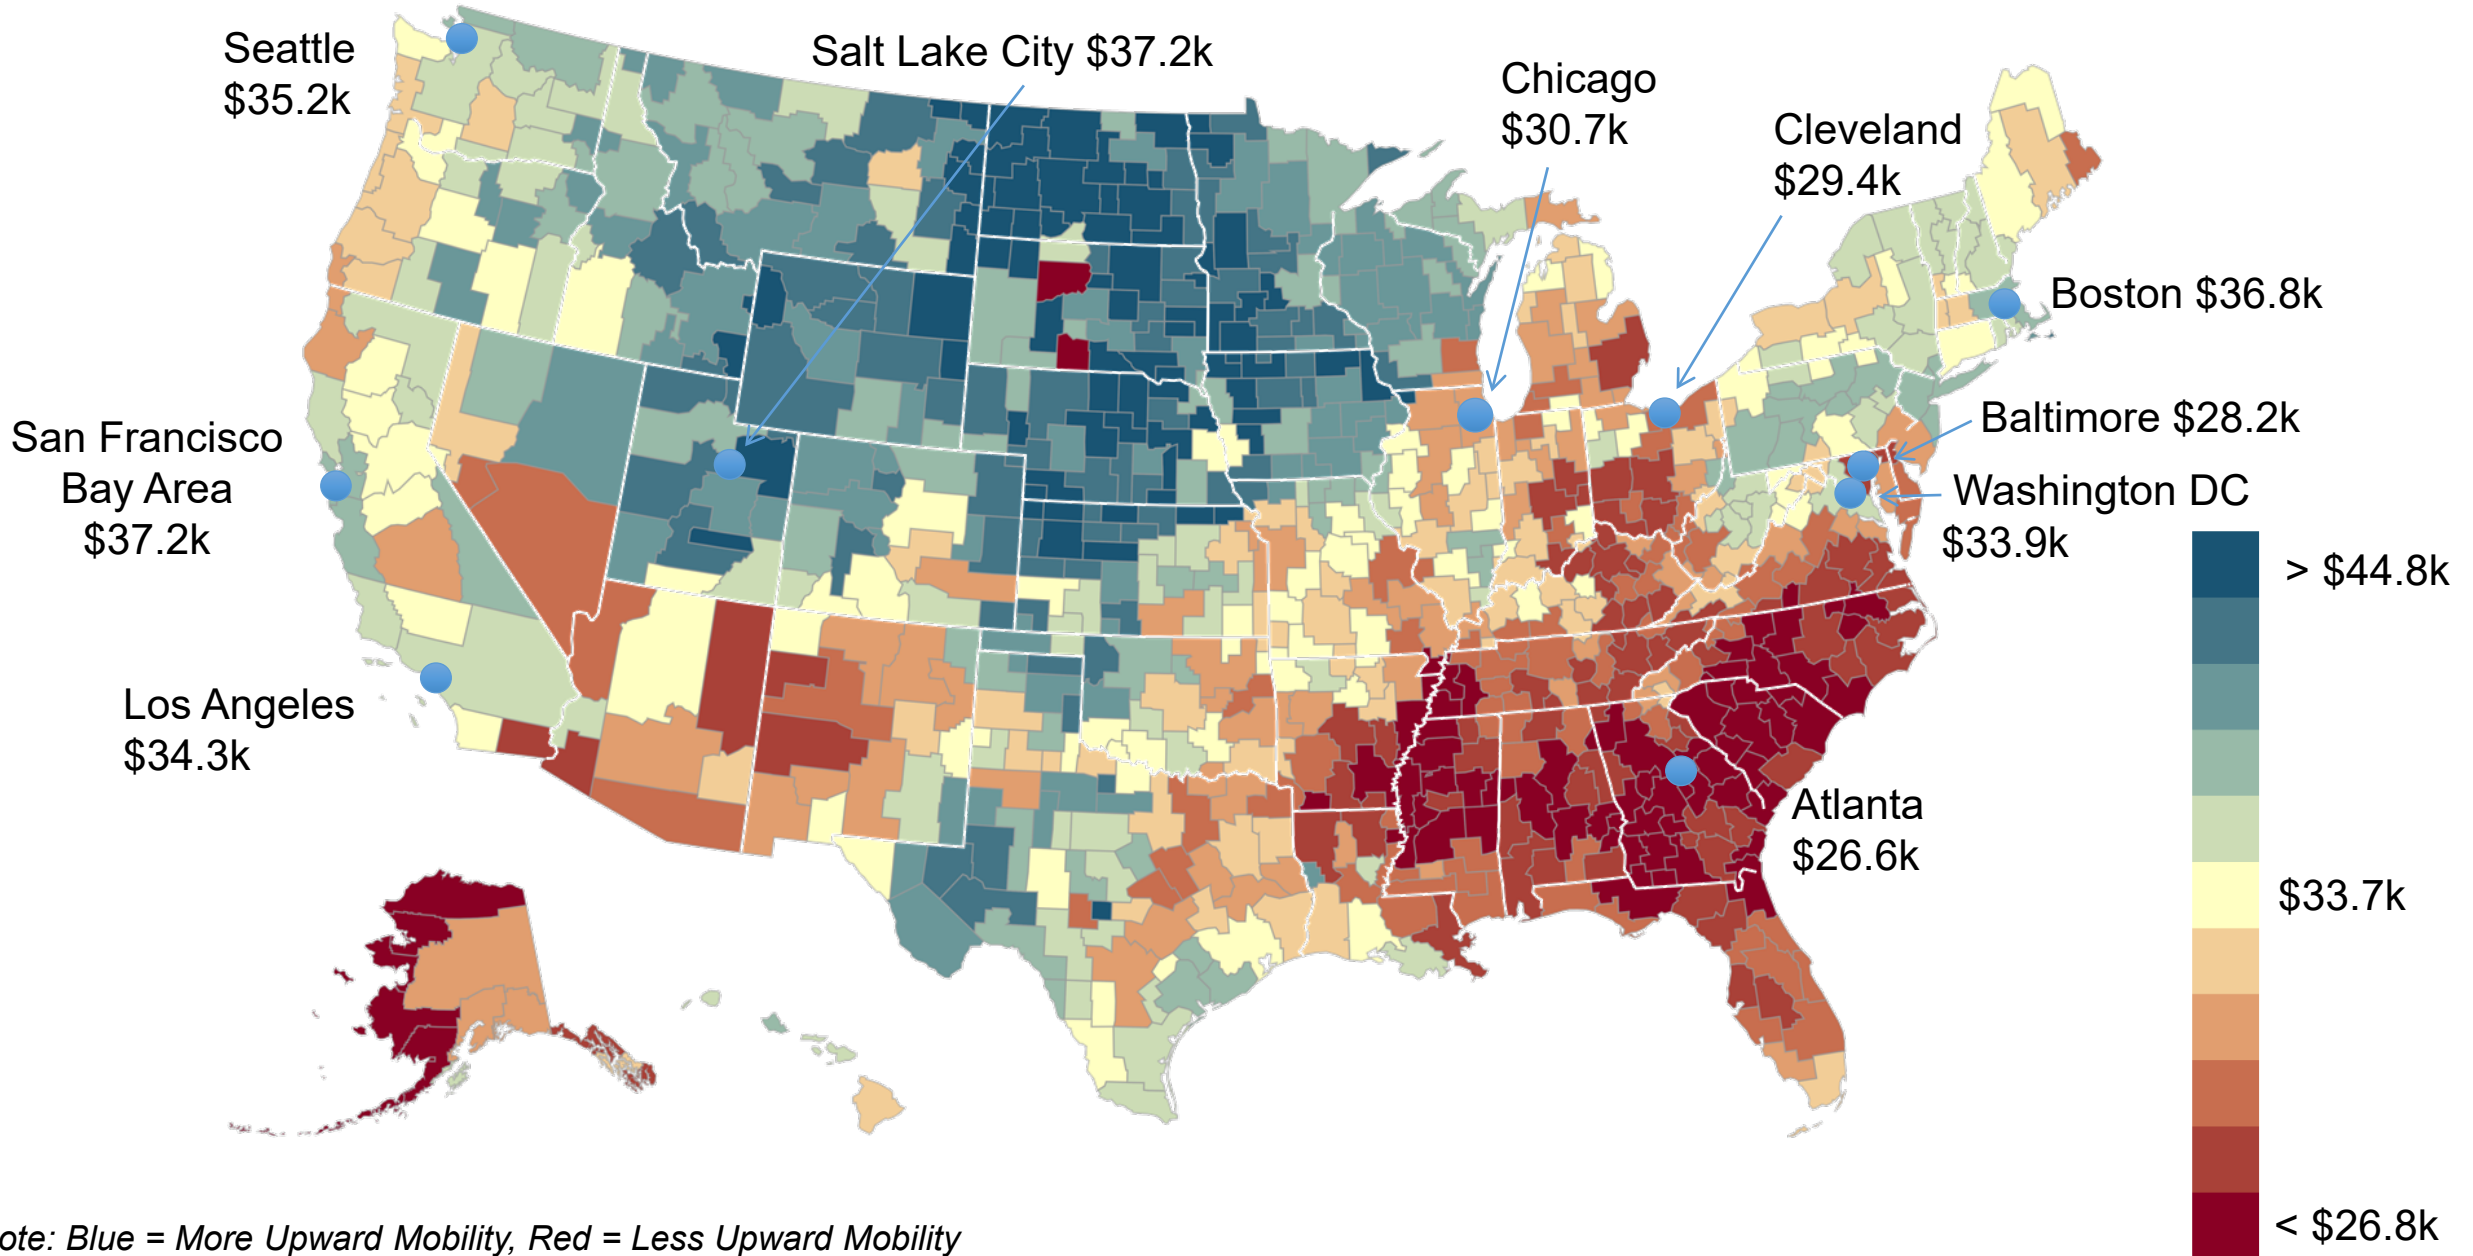 Seattle
$35.2k
Salt Lake City $37.2k
Chicago
$30.7k
Cleveland
$29.4k
Boston $36.8k
San Francisco
Bay Area
$37.2k
Baltimore $28.2k
Washington DC
$33.9k
> $44.8k
Los Angeles
$34.3k
Atlanta
$26.6k
$33.7k
< $26.8k
ote: Blue = More Upward Mobility, Red = Less Upward Mobility